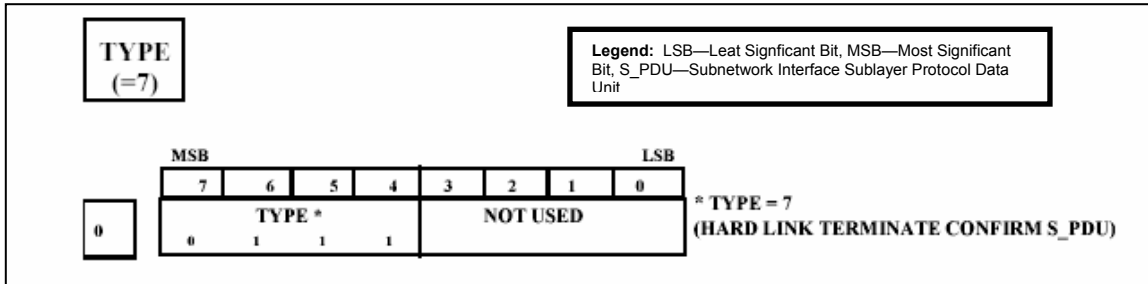 TYPE
(=7)
Legend: LSB—Leat Signficant Bit, MSB—Most Significant
Bit, S_PDU—Subnetwork Interface Sublayer Protocol Data
Unit
MSB LSB
7 6 5 4 3 2 1 0
0
TYPE * NOT USED
0 1 1 1
* TYPE = 7
(HARD LINK TERMINATE CONFIRM S_PDU)